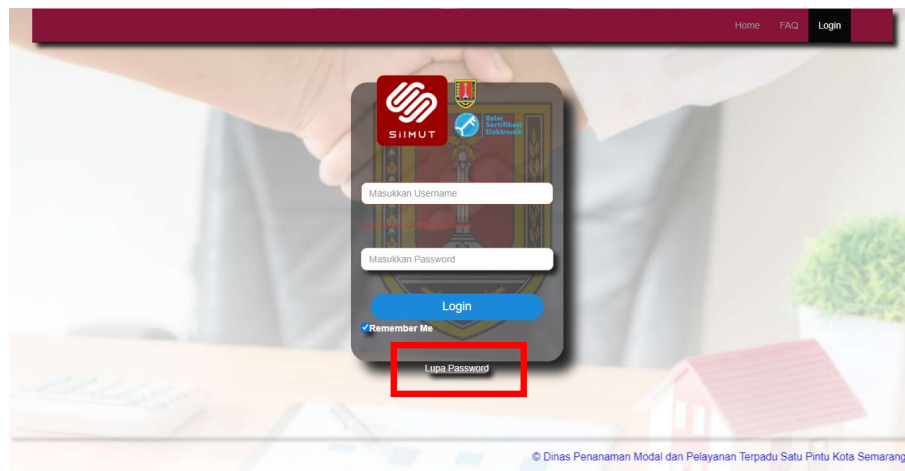 Home FAQ Login
SiIMUT
Balai
Sertifikasi
Elektronik
Masukkan Username
Masukkan Password
Login
Remember Me
Lupa Password
© Dinas Penanaman Modal dan Pelayanan Terpadu Satu Pintu Kota Semarang